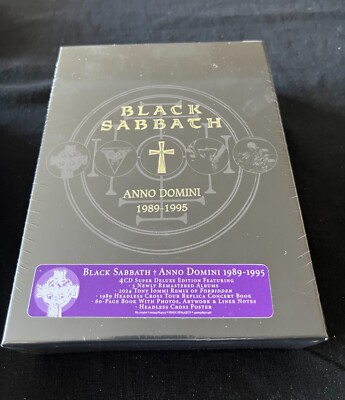 BLACK
SABBATH
ANNO DOMINI
1989-1995
BLACK SABBATH † ANNO DOMINI 1989-1995
4CD SUPER DELUXE EDITION FEATURING
· 3 NEWLY REMASTERED ALBUMS
· 2024 TONY IOMMI REMIX OF FORBIDDEN
· 1989 HEADLESS CROSS TOUR REPLICA CONCERT BOOK
· 60-PAGE BOOK WITH PHOTOS, ARTWORK & LINER NOTES
· HEADLESS CROSS POSTER